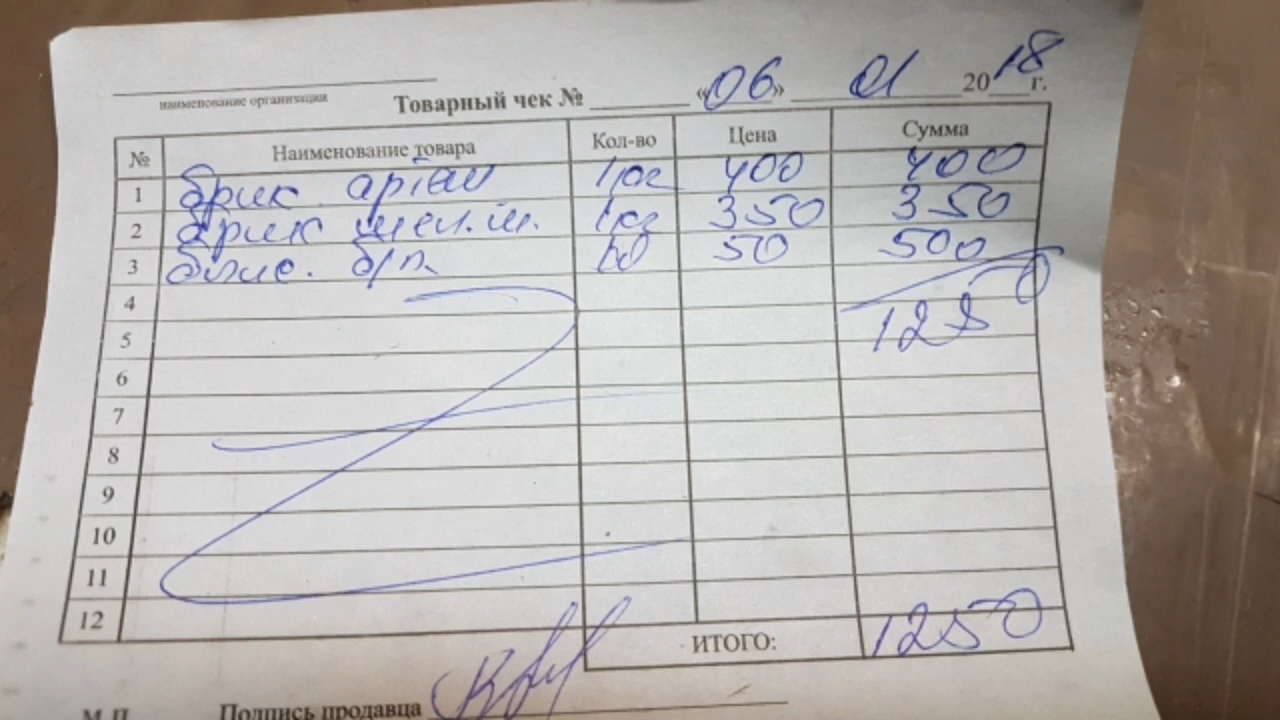 наименование организации
Товарный чек № «06» 01 2018 г.
№ Наименование товара Кол-во Цена Сумма
1 брик 1кг 400 400
2 брик 1кг 350 350
3 б/п. 10 50 500
4 1250
5
6
7
8
9
10
11
12
ИТОГО: 1250
М.П. Подпись продавца